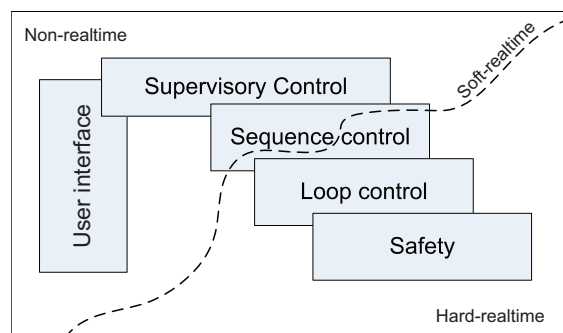 Non-realtime
Soft-realtime
Supervisory Control
Sequence control
User interface
Loop control
Safety
Hard-realtime